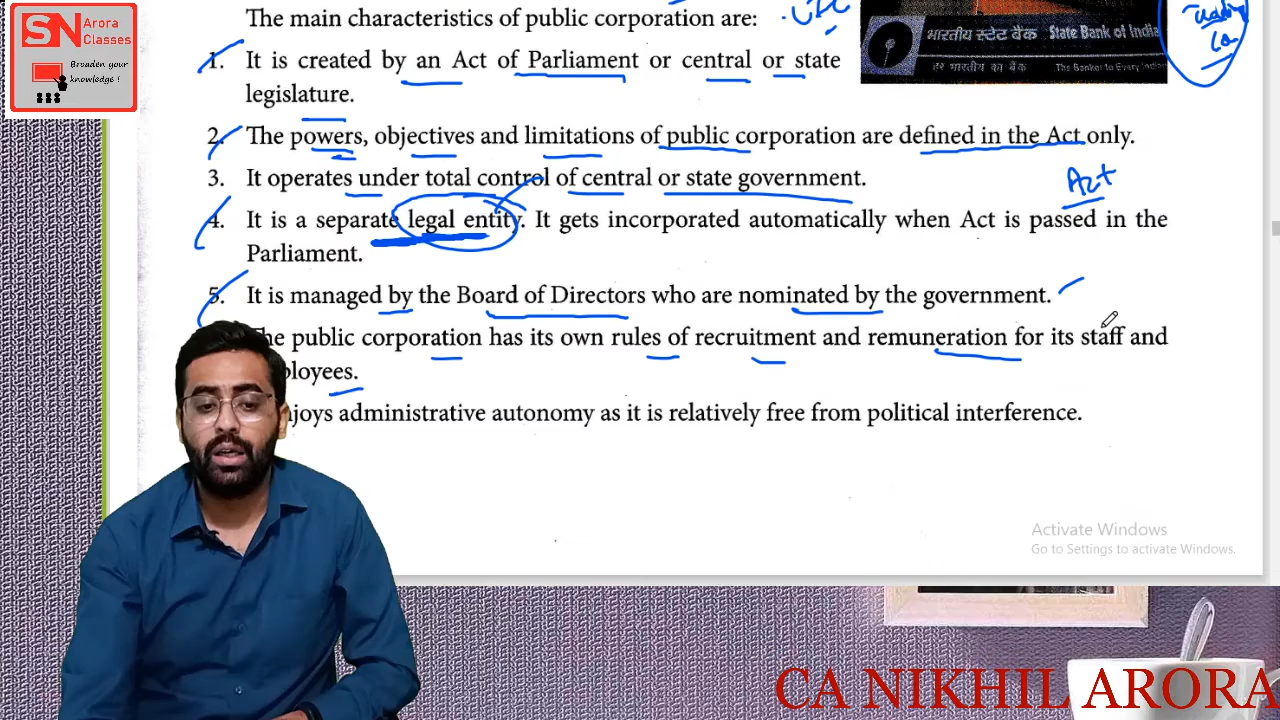 SN Arora Classes
Broaden your knowledge !
The main characteristics of public corporation are:
भारतीय स्टेट बैंक State Bank of India
हर भारतीय का बैंक The Banker to Every Indian
1. It is created by an Act of Parliament or central or state
legislature.
2. The powers, objectives and limitations of public corporation are defined in the Act only.
3. It operates under total control of central or state government.
Act
4. It is a separate legal entity. It gets incorporated automatically when Act is passed in the
Parliament.
5. It is managed by the Board of Directors who are nominated by the government.
he public corporation has its own rules of recruitment and remuneration for its staff and
ployees.
joys administrative autonomy as it is relatively free from political interference.
Activate Windows
Go to Settings to activate Windows.
CA NIKHIL ARORA